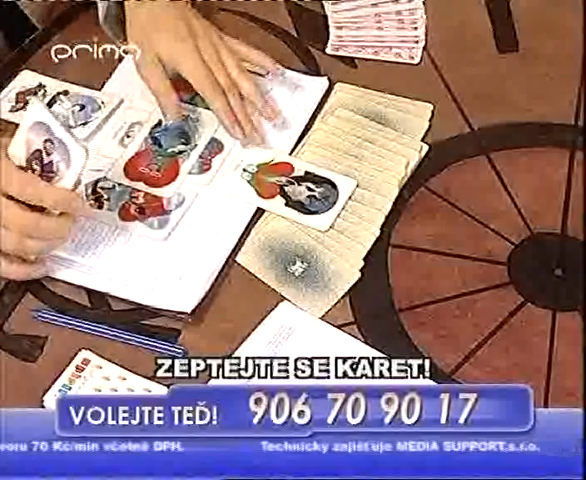 prima
ZEPTEJTE SE KARET!
VOLEJTE TEĎ! 906 70 90 17
voru 70 Kč/min včetně DPH. Technicky zajišťuje MEDIA SUPPORT,s.r.o.